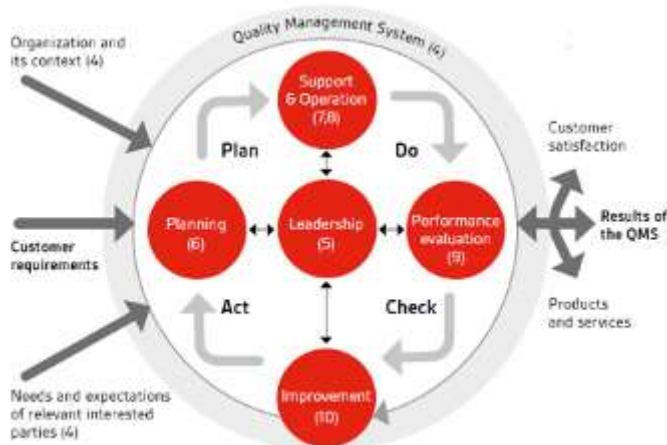 Quality Management System (4)
Organization and
its context (4)
Support
& Operation
(7,8)
Plan
Do
Customer
satisfaction
Customer
requirements
Planning
(6)
Leadership
(5)
Performance
evaluation
(9)
Results of
the QMS
Act
Check
Products
and services
Needs and expectations
of relevant interested
parties (4)
Improvement
(10)